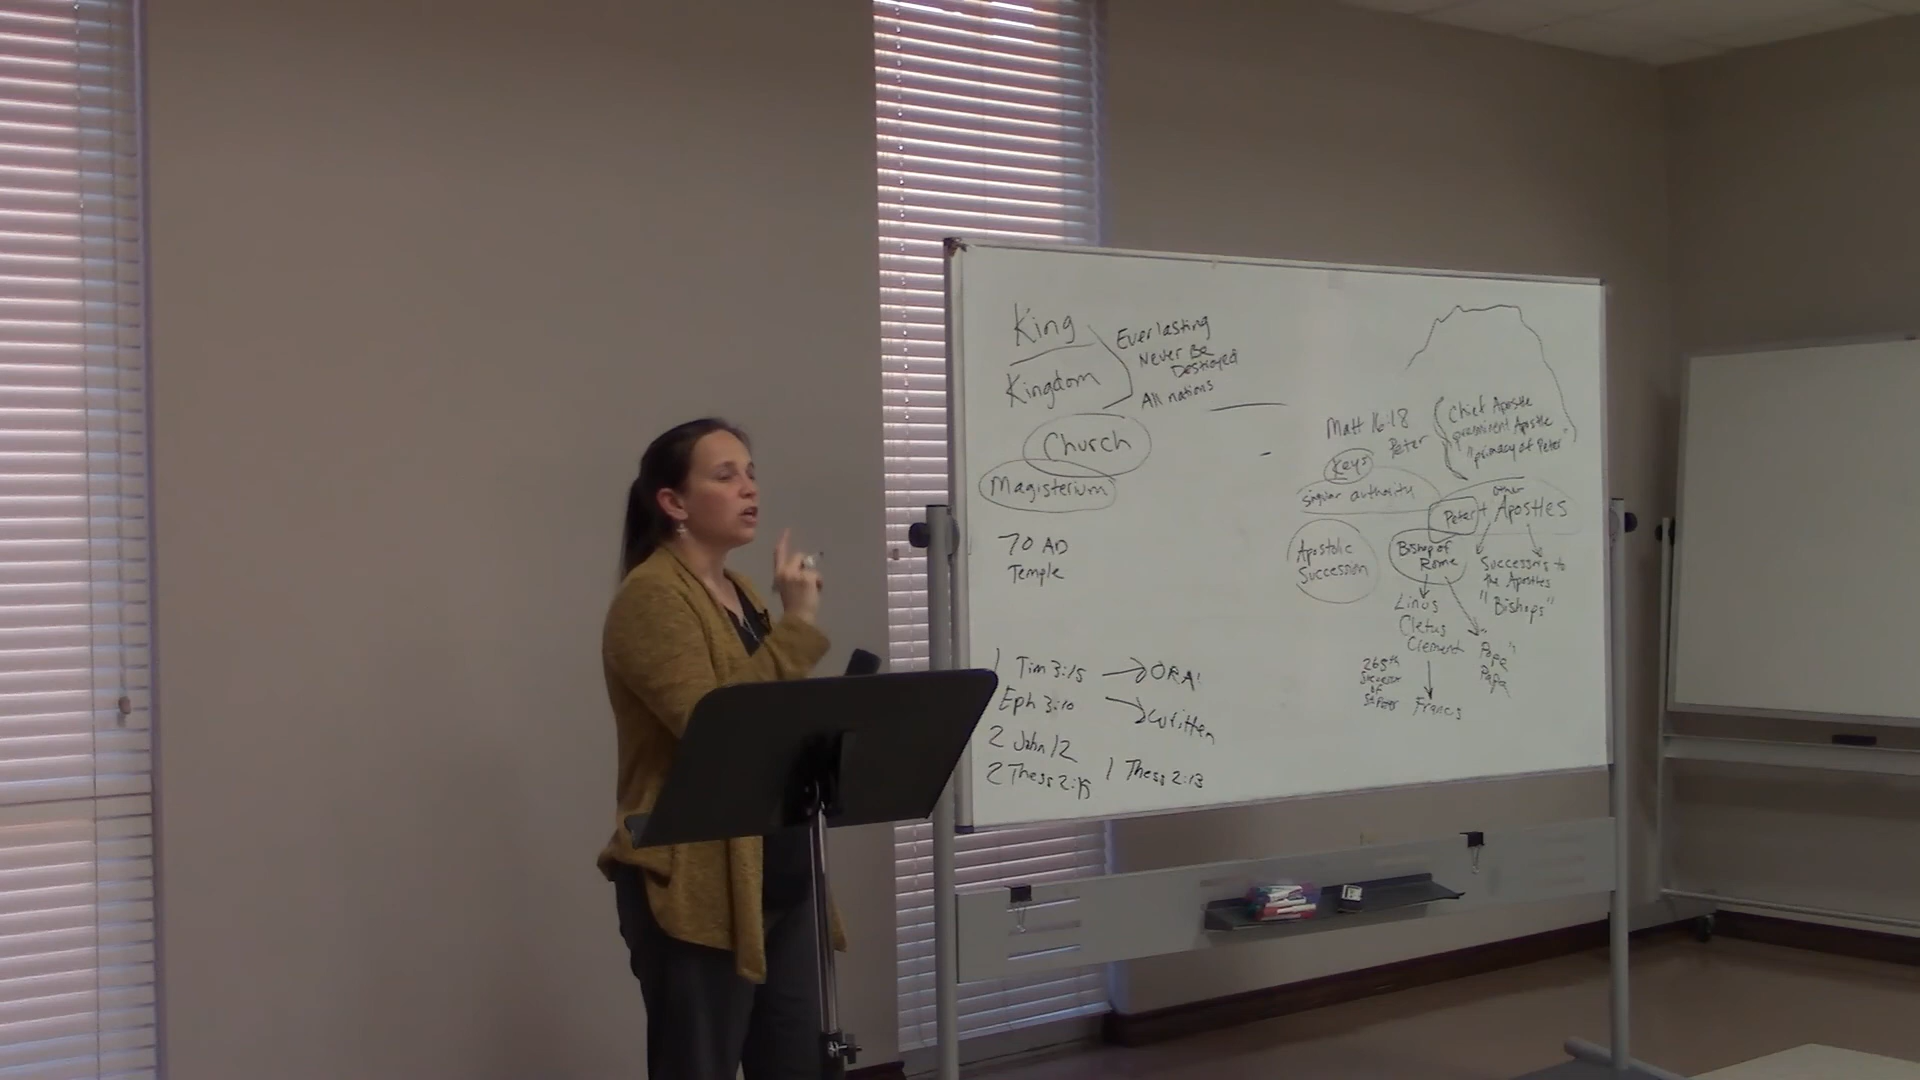 King
Kingdom
Everlasting
Never Be
Destroyed
All nations
Church
Magisterium
70 AD
Temple
1 Tim 3:15
Eph 3:10
2 John 12
2 Thess 2:15
1 Thess 2:13
ORAl
Written
Matt 16:18
Peter
Keys
singular authority
Chief Apostle
prominent Apostle
"primacy of Peter"
other
Peter + Apostles
Apostolic
Succession
Bishop of
Rome
Successors to
the Apostles
"Bishops"
Linus
Cletus
Clement
"Pope"
Papa
265th
Successor
of
St Peter
Francis